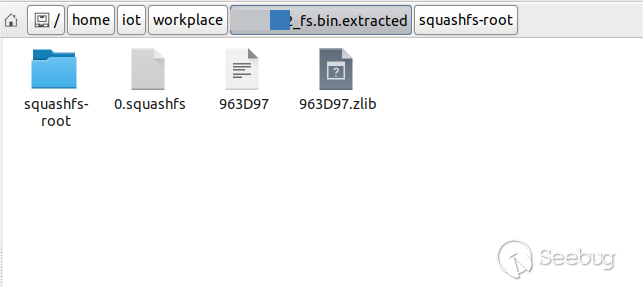 / home iot workplace _fs.bin.extracted squashfs-root
squashfs-
root
0.squashfs
963D97
963D97.zlib
Seebug